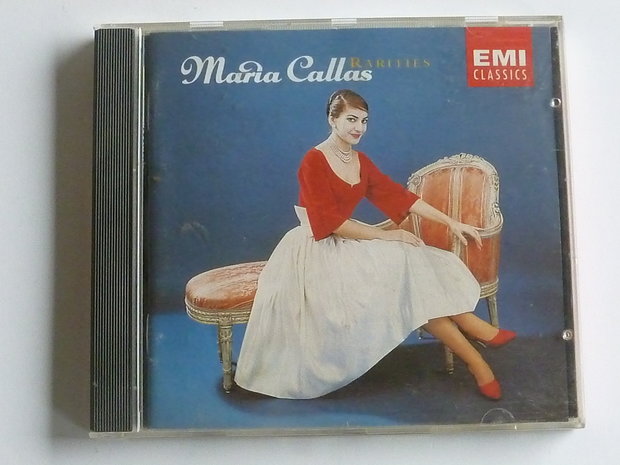 Maria Callas
RARITIES
EMI
CLASSICS